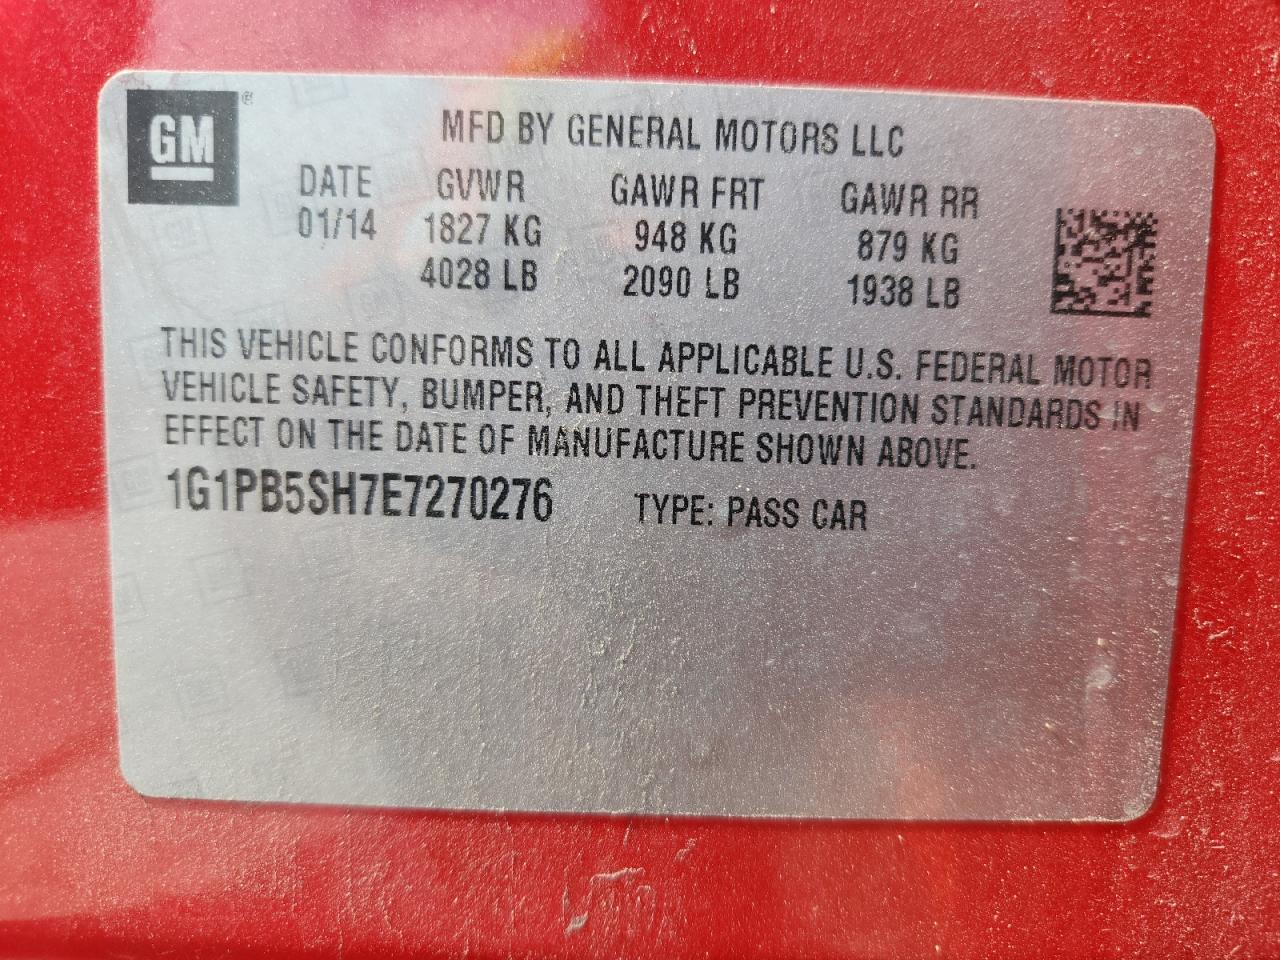 GM ®
MFD BY GENERAL MOTORS LLC
DATE GVWR GAWR FRT GAWR RR
01/14 1827 KG 948 KG 879 KG
4028 LB 2090 LB 1938 LB
THIS VEHICLE CONFORMS TO ALL APPLICABLE U.S. FEDERAL MOTOR
VEHICLE SAFETY, BUMPER, AND THEFT PREVENTION STANDARDS IN
EFFECT ON THE DATE OF MANUFACTURE SHOWN ABOVE.
1G1PB5SH7E7270276 TYPE: PASS CAR